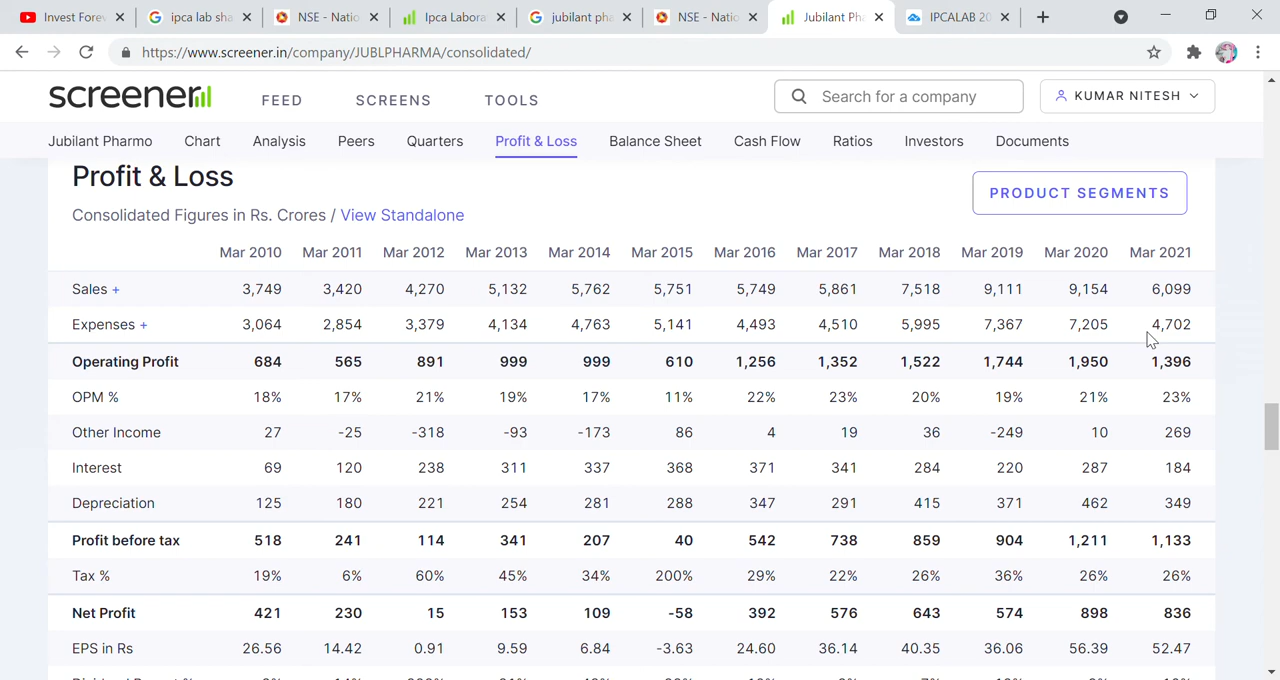 Invest Forev
ipca lab sha
NSE - Natio
Ipca Labora
jubilant pha
NSE - Natio
Jubilant Pha
IPCALAB 20
https://www.screener.in/company/JUBLPHARMA/consolidated/
screener
FEED SCREENS TOOLS
Search for a company
KUMAR NITESH
Jubilant Pharmo Chart Analysis Peers Quarters Profit & Loss Balance Sheet Cash Flow Ratios Investors Documents
Profit & Loss
PRODUCT SEGMENTS
Consolidated Figures in Rs. Crores / View Standalone
Mar 2010 Mar 2011 Mar 2012 Mar 2013 Mar 2014 Mar 2015 Mar 2016 Mar 2017 Mar 2018 Mar 2019 Mar 2020 Mar 2021
Sales + 3,749 3,420 4,270 5,132 5,762 5,751 5,749 5,861 7,518 9,111 9,154 6,099
Expenses + 3,064 2,854 3,379 4,134 4,763 5,141 4,493 4,510 5,995 7,367 7,205 4,702
Operating Profit 684 565 891 999 999 610 1,256 1,352 1,522 1,744 1,950 1,396
OPM % 18% 17% 21% 19% 17% 11% 22% 23% 20% 19% 21% 23%
Other Income 27 -25 -318 -93 -173 86 4 19 36 -249 10 269
Interest 69 120 238 311 337 368 371 341 284 220 287 184
Depreciation 125 180 221 254 281 288 347 291 415 371 462 349
Profit before tax 518 241 114 341 207 40 542 738 859 904 1,211 1,133
Tax % 19% 6% 60% 45% 34% 200% 29% 22% 26% 36% 26% 26%
Net Profit 421 230 15 153 109 -58 392 576 643 574 898 836
EPS in Rs 26.56 14.42 0.91 9.59 6.84 -3.63 24.60 36.14 40.35 36.06 56.39 52.47